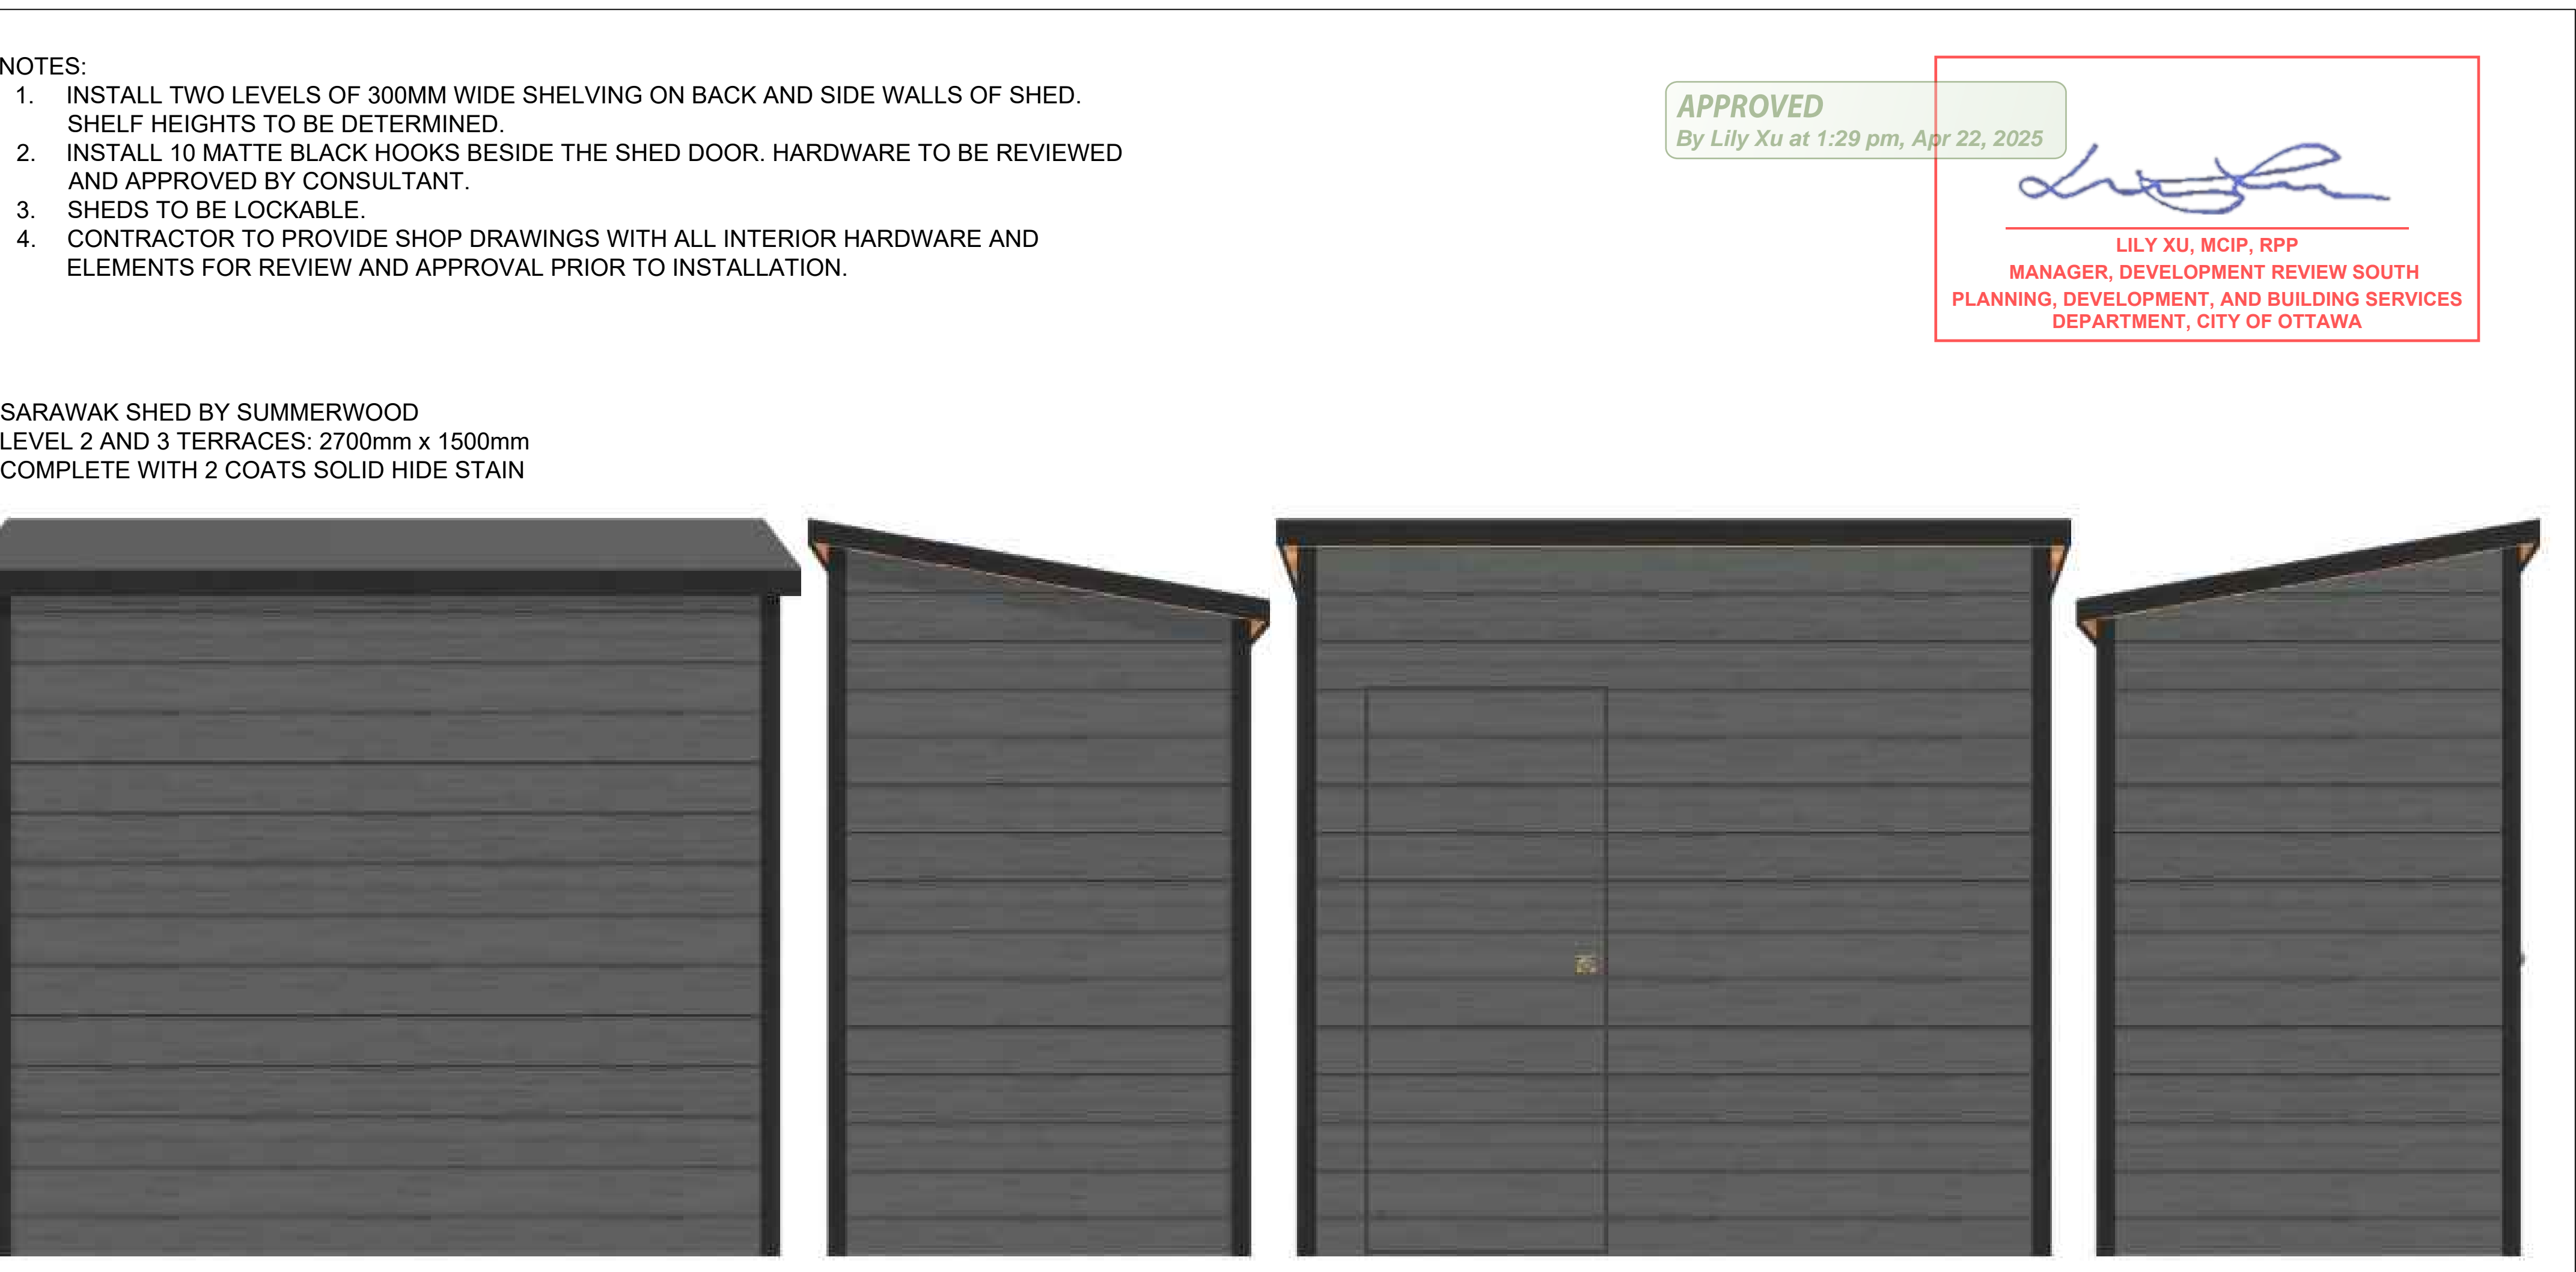 NOTES:
1. INSTALL TWO LEVELS OF 300MM WIDE SHELVING ON BACK AND SIDE WALLS OF SHED.
SHELF HEIGHTS TO BE DETERMINED.
2. INSTALL 10 MATTE BLACK HOOKS BESIDE THE SHED DOOR. HARDWARE TO BE REVIEWED
AND APPROVED BY CONSULTANT.
3. SHEDS TO BE LOCKABLE.
4. CONTRACTOR TO PROVIDE SHOP DRAWINGS WITH ALL INTERIOR HARDWARE AND
ELEMENTS FOR REVIEW AND APPROVAL PRIOR TO INSTALLATION.
APPROVED
By Lily Xu at 1:29 pm, Apr 22, 2025
LILY XU, MCIP, RPP
MANAGER, DEVELOPMENT REVIEW SOUTH
PLANNING, DEVELOPMENT, AND BUILDING SERVICES
DEPARTMENT, CITY OF OTTAWA
SARAWAK SHED BY SUMMERWOOD
LEVEL 2 AND 3 TERRACES: 2700mm x 1500mm
COMPLETE WITH 2 COATS SOLID HIDE STAIN